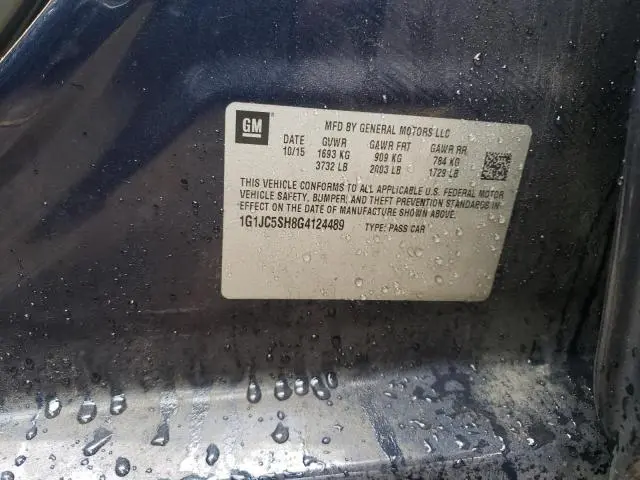 GM
MFD BY GENERAL MOTORS LLC
DATE GVWR GAWR FRT GAWR RR
10/15 1693 KG 909 KG 784 KG
3732 LB 2003 LB 1729 LB
THIS VEHICLE CONFORMS TO ALL APPLICABLE U.S. FEDERAL MOTOR
VEHICLE SAFETY, BUMPER, AND THEFT PREVENTION STANDARDS IN
EFFECT ON THE DATE OF MANUFACTURE SHOWN ABOVE.
1G1JC5SH8G4124489 TYPE: PASS CAR